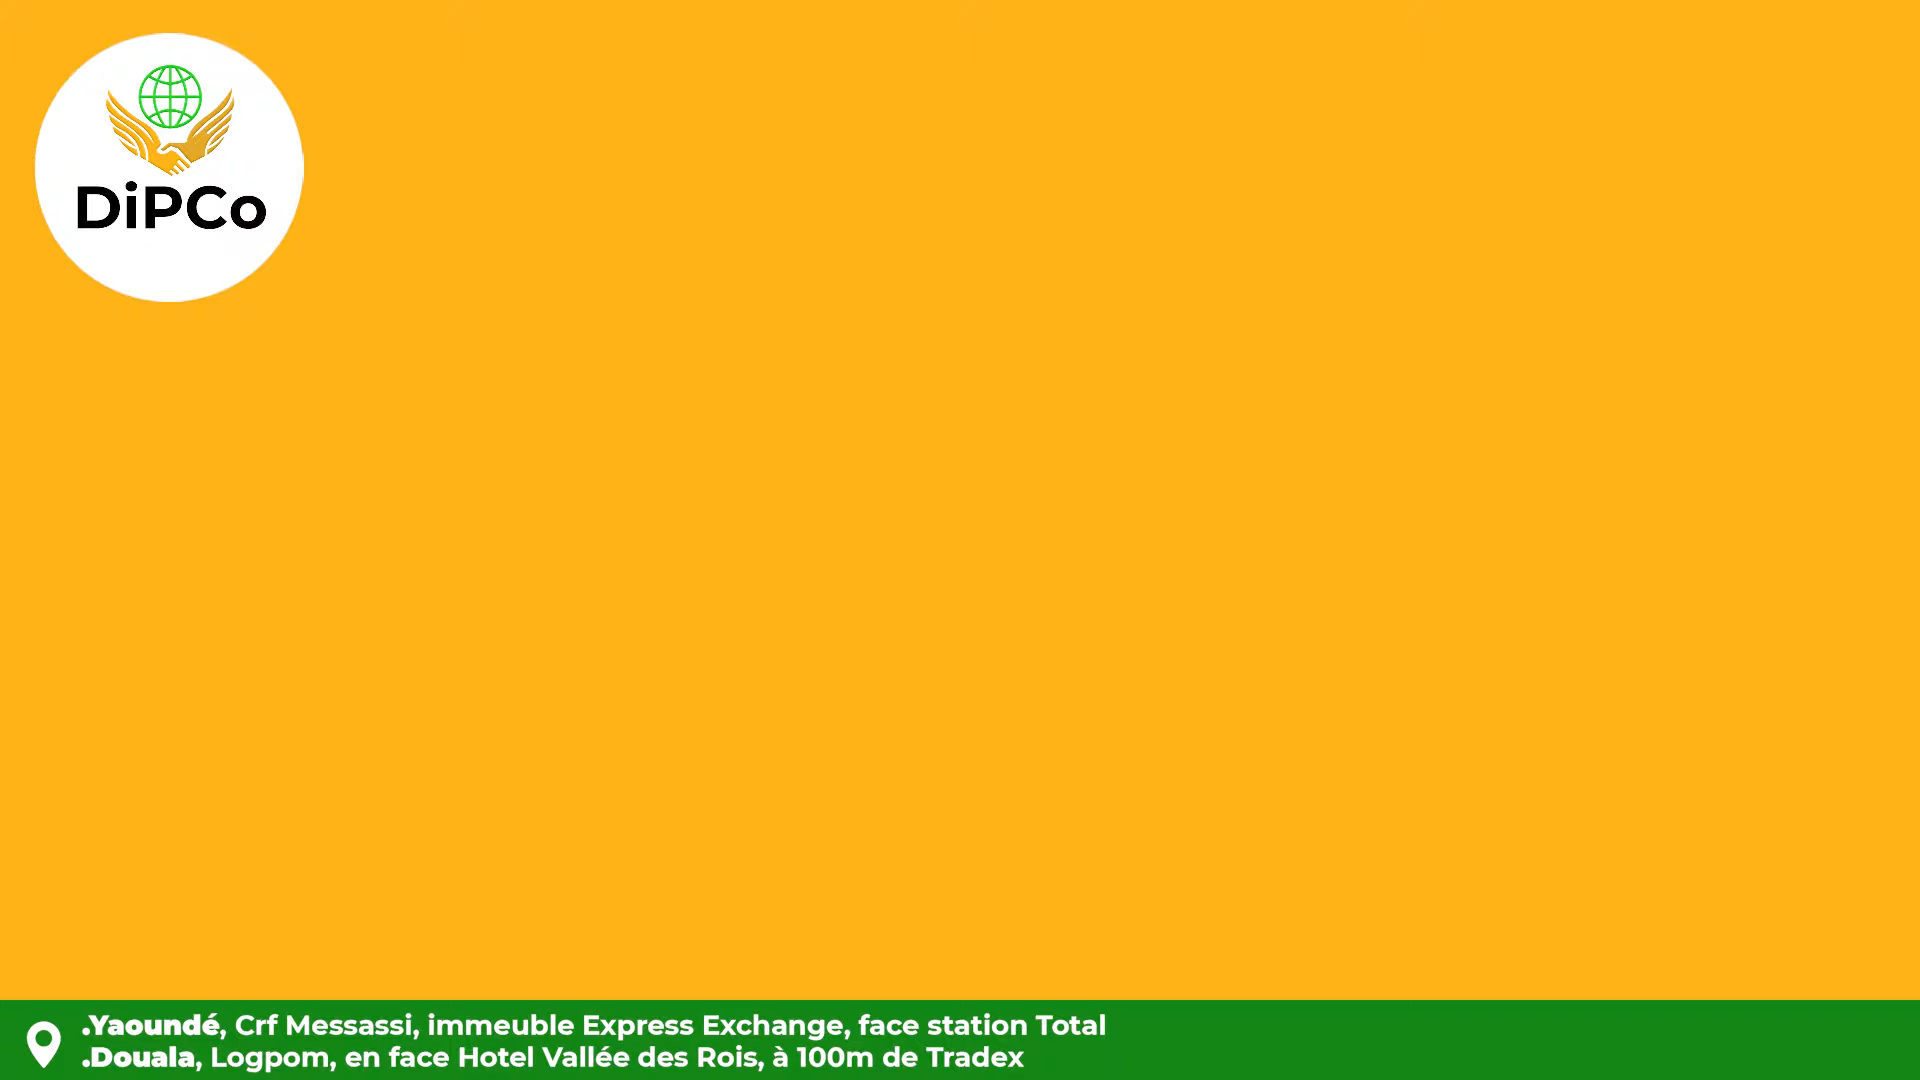 DiPCo
.Yaoundé, Crf Messassi, immeuble Express Exchange, face station Total
.Douala, Logpom, en face Hotel Vallée des Rois, à 100m de Tradex